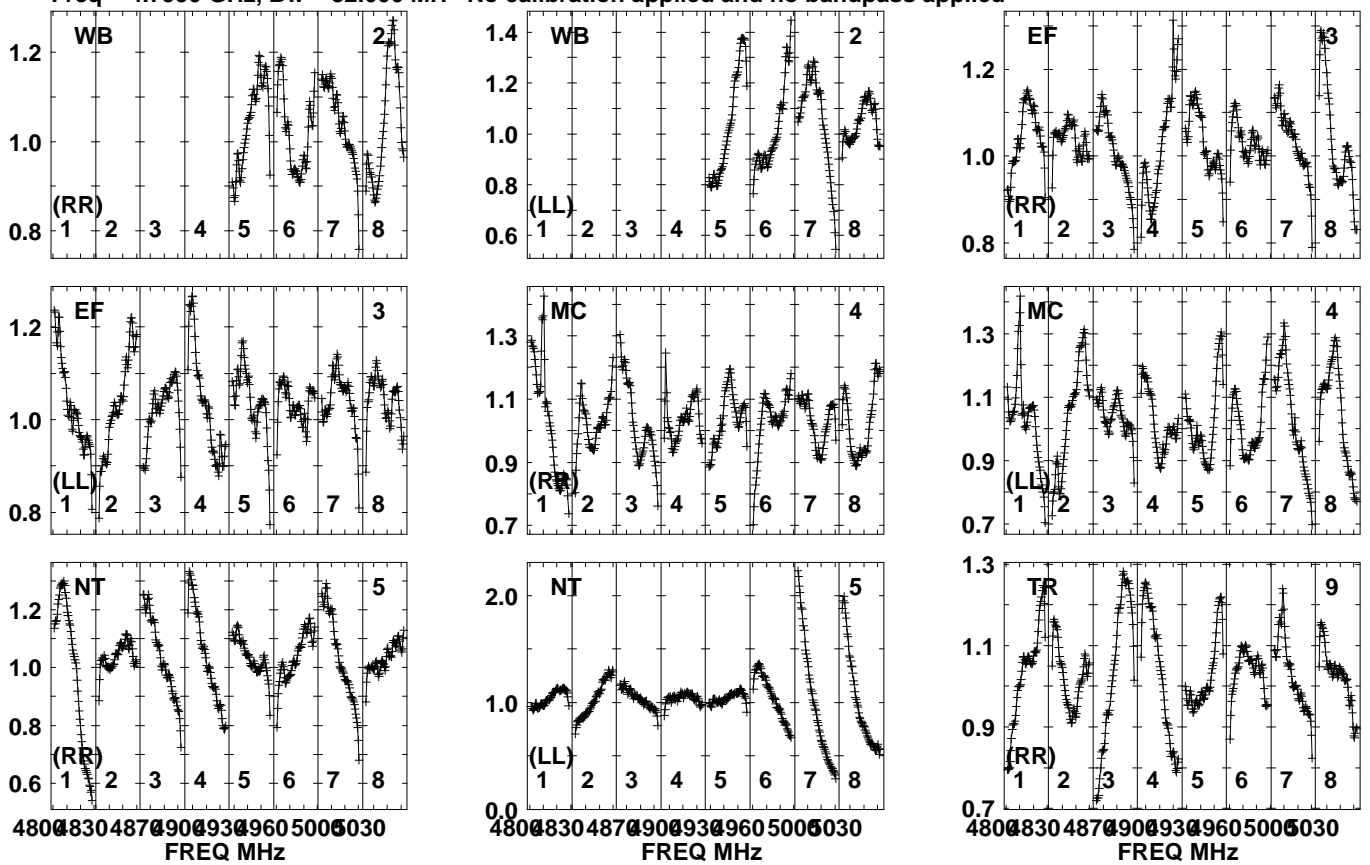 Freq = GHz, Bw = 32.000 MH No calibration applied and no bandpass applied
WB 2
1.2
1.0
0.8
(RR)
1 2 3 4 5 6 7 8
WB 2
1.4
1.2
1.0
0.8
0.6
(LL)
1 2 3 4 5 6 7 8
EF 3
1.2
1.0
0.8
(RR)
1 2 3 4 5 6 7 8
EF 3
1.2
1.0
0.8
(LL)
1 2 3 4 5 6 7 8
MC 4
1.3
1.1
0.9
0.7
(RR)
1 2 3 4 5 6 7 8
MC 4
1.3
1.1
0.9
0.7
(LL)
1 2 3 4 5 6 7 8
NT 5
1.2
1.0
0.8
0.6
(RR)
1 2 3 4 5 6 7 8
4800 4830 4870 4900 4930 4960 5000 5030
FREQ MHz
NT 5
2.0
1.0
0.0
(LL)
1 2 3 4 5 6 7 8
4800 4830 4870 4900 4930 4960 5000 5030
FREQ MHz
TR 9
1.3
1.1
0.9
0.7
(RR)
1 2 3 4 5 6 7 8
4800 4830 4870 4900 4930 4960 5000 5030
FREQ MHz